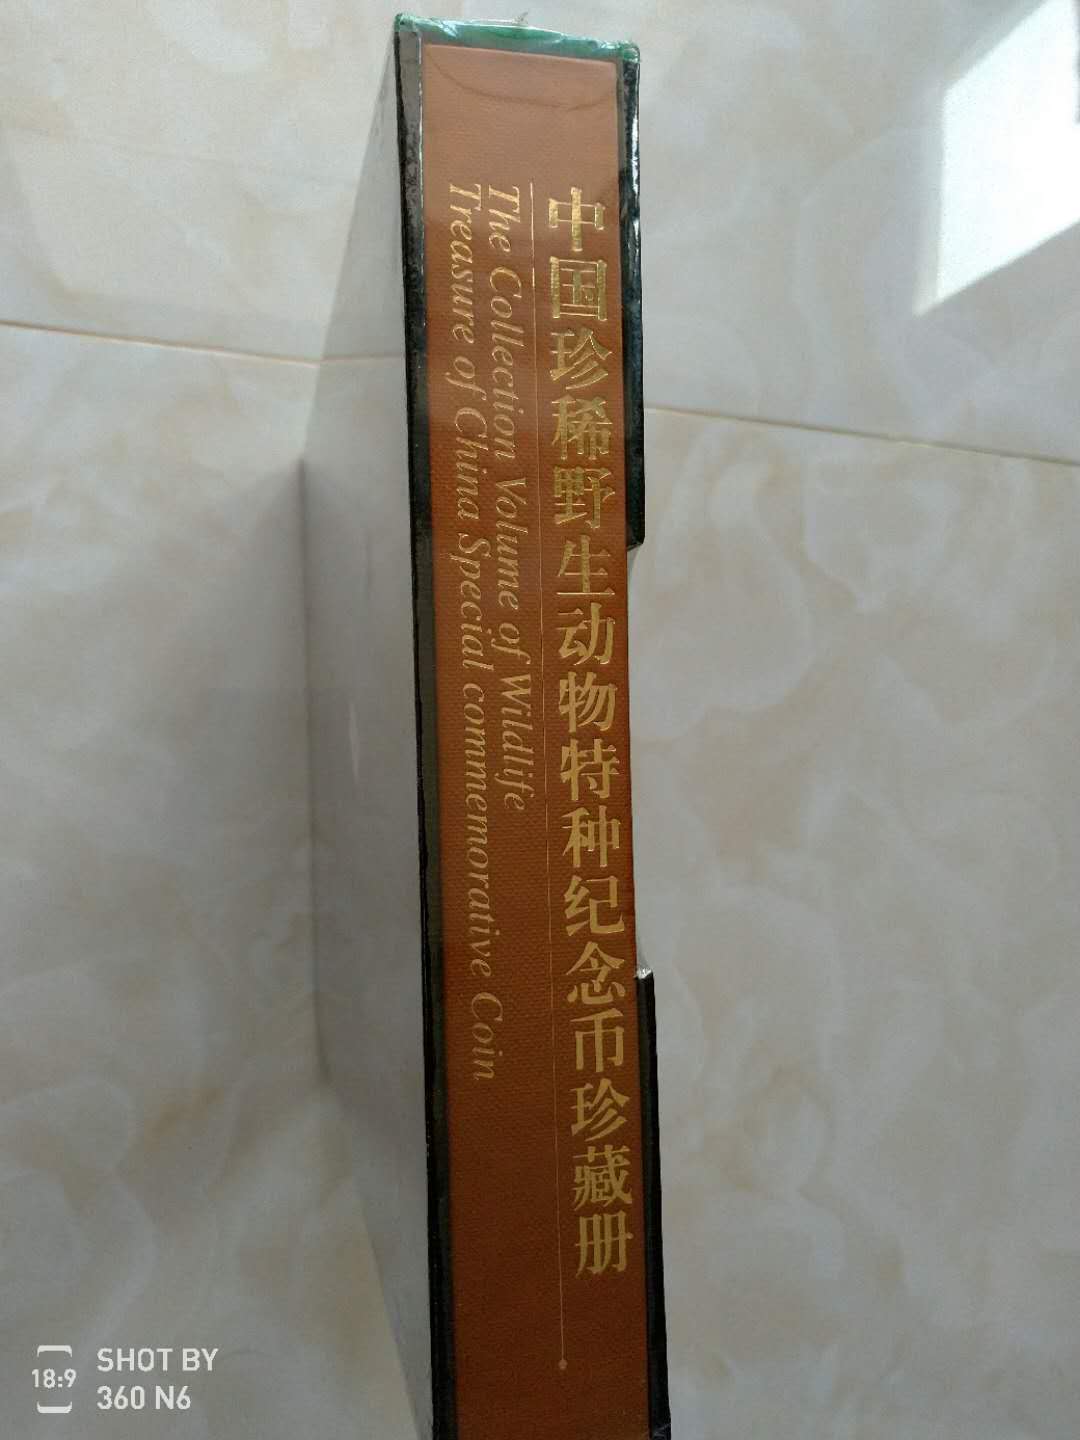 中国珍稀野生动物特种纪念币珍藏册
The Collection Volume of Wildlife
Treasure of China Special commemorative Coin
18:9
SHOT BY
360 N6